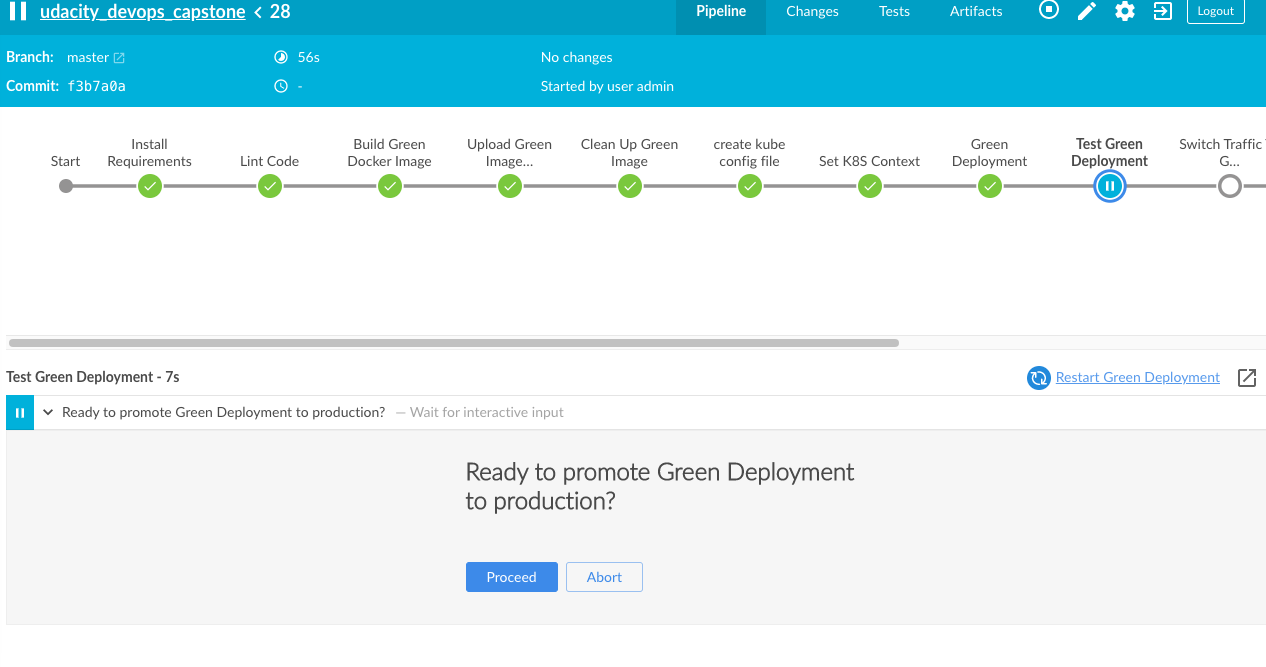 udacity_devops_capstone < 28
Pipeline
Changes
Tests
Artifacts
Logout
Branch: master
56s
No changes
Commit: f3b7a0a
-
Started by user admin
Start
Install
Requirements
Lint Code
Build Green
Docker Image
Upload Green
Image...
Clean Up Green
Image
create kube
config file
Set K8S Context
Green
Deployment
Test Green
Deployment
Switch Traffic
G...
Test Green Deployment - 7s
Restart Green Deployment
Ready to promote Green Deployment to production? — Wait for interactive input
Ready to promote Green Deployment
to production?
Proceed
Abort